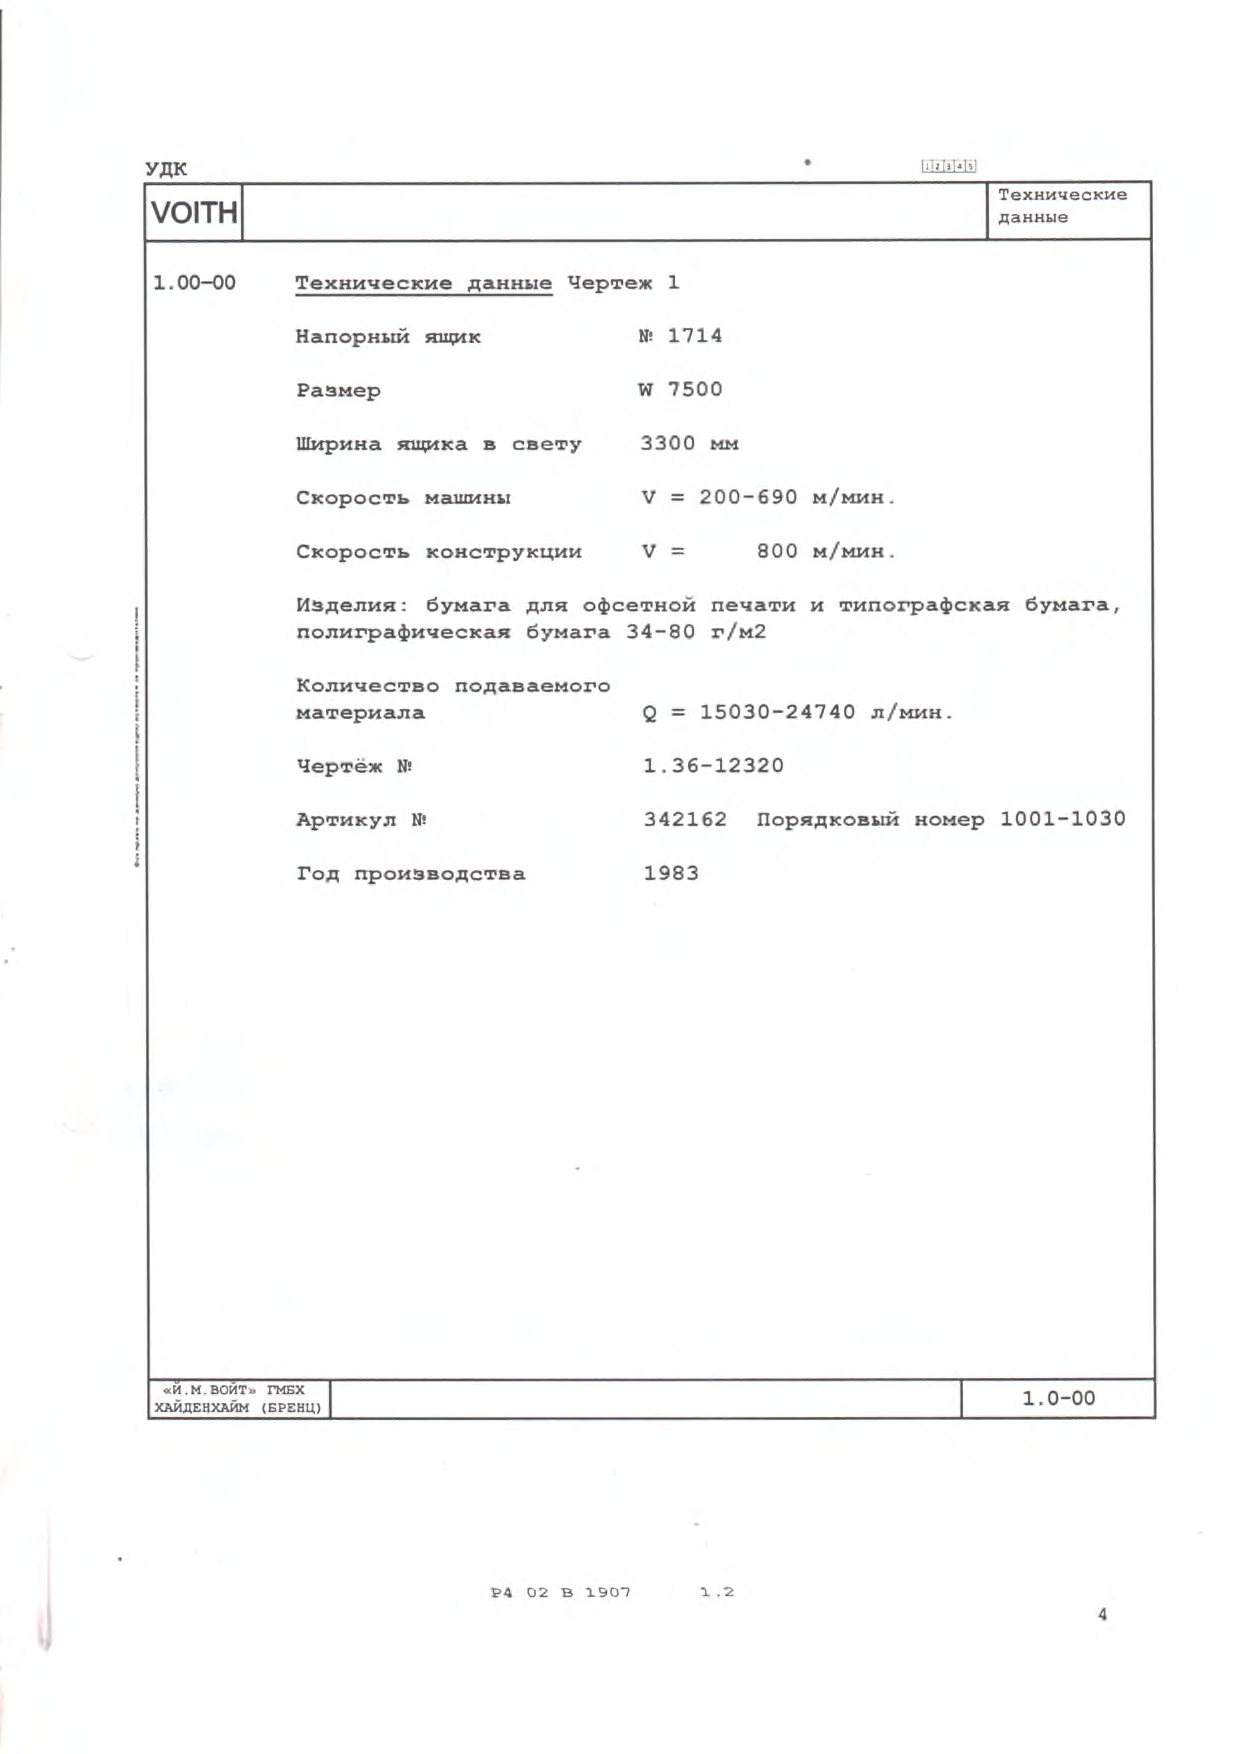 УДК
1 2 3 4 5
VOITH
Технические
данные
1.00-00 Технические данные Чертеж 1
Напорный ящик № 1714
Размер W 7500
Ширина ящика в свету 3300 мм
Скорость машины V = 200-690 м/мин.
Скорость конструкции V = 800 м/мин.
Изделия: бумага для офсетной печати и типографская бумага,
полиграфическая бумага 34-80 г/м2
Количество подаваемого
материала Q = 15030-24740 л/мин.
Чертёж № 1.36-12320
Артикул № 342162 Порядковый номер 1001-1030
Год производства 1983
«Й.М.ВОЙТ» ГМБХ
ХАЙДЕНХАЙМ (БРЕНЦ)
1.0-00
P4 02 B 1907 1.2
4